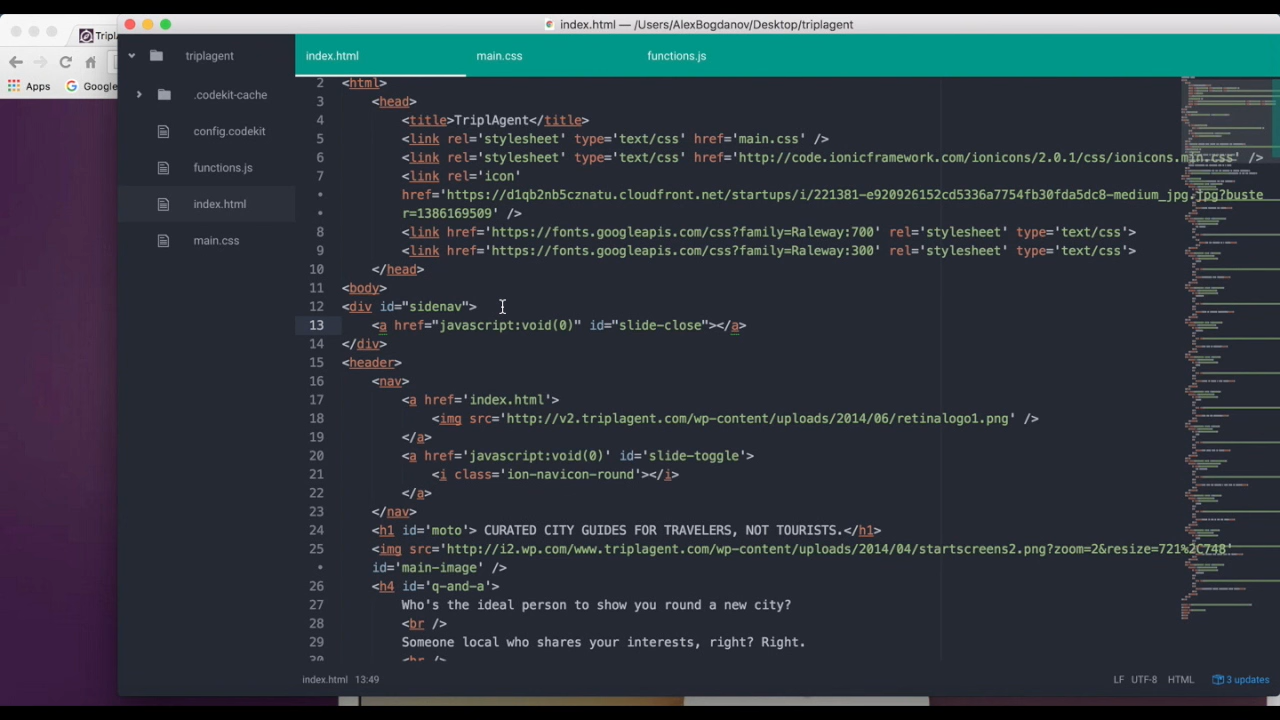 index.html — /Users/AlexBogdanov/Desktop/triplagent
Tripl
Apps
Google
triplagent
.codekit-cache
config.codekit
functions.js
index.html
main.css
index.html main.css functions.js
2 <html>
3 <head>
4 <title>TriplAgent</title>
5 <link rel='stylesheet' type='text/css' href='main.css' />
6 <link rel='stylesheet' type='text/css' href='http://code.ionicframework.com/ionicons/2.0.1/css/ionicons.min.css' />
7 <link rel='icon'
• r=1386169509' />
8 <link href='https://fonts.googleapis.com/css?family=Raleway:700' rel='stylesheet' type='text/css'>
9 <link href='https://fonts.googleapis.com/css?family=Raleway:300' rel='stylesheet' type='text/css'>
10 </head>
11 <body>
12 <div id="sidenav">
13 <a href="javascript:void(0)" id="slide-close"></a>
14 </div>
15 <header>
16 <nav>
17 <a href='index.html'>
18 <img src='http://v2.triplagent.com/wp-content/uploads/2014/06/retinalogo1.png' />
19 </a>
20 <a href='javascript:void(0)' id='slide-toggle'>
21 <i class='ion-navicon-round'></i>
22 </a>
23 </nav>
24 <h1 id='moto'> CURATED CITY GUIDES FOR TRAVELERS, NOT TOURISTS.</h1>
25 <img src='http://i2.wp.com/www.triplagent.com/wp-content/uploads/2014/04/startscreens2.png?zoom=2&resize=721%2C748'
• id='main-image' />
26 <h4 id='q-and-a'>
27 Who's the ideal person to show you round a new city?
28 <br />
29 Someone local who shares your interests, right? Right.
30 <br />
index.html 13:49 LF UTF-8 HTML 3 updates